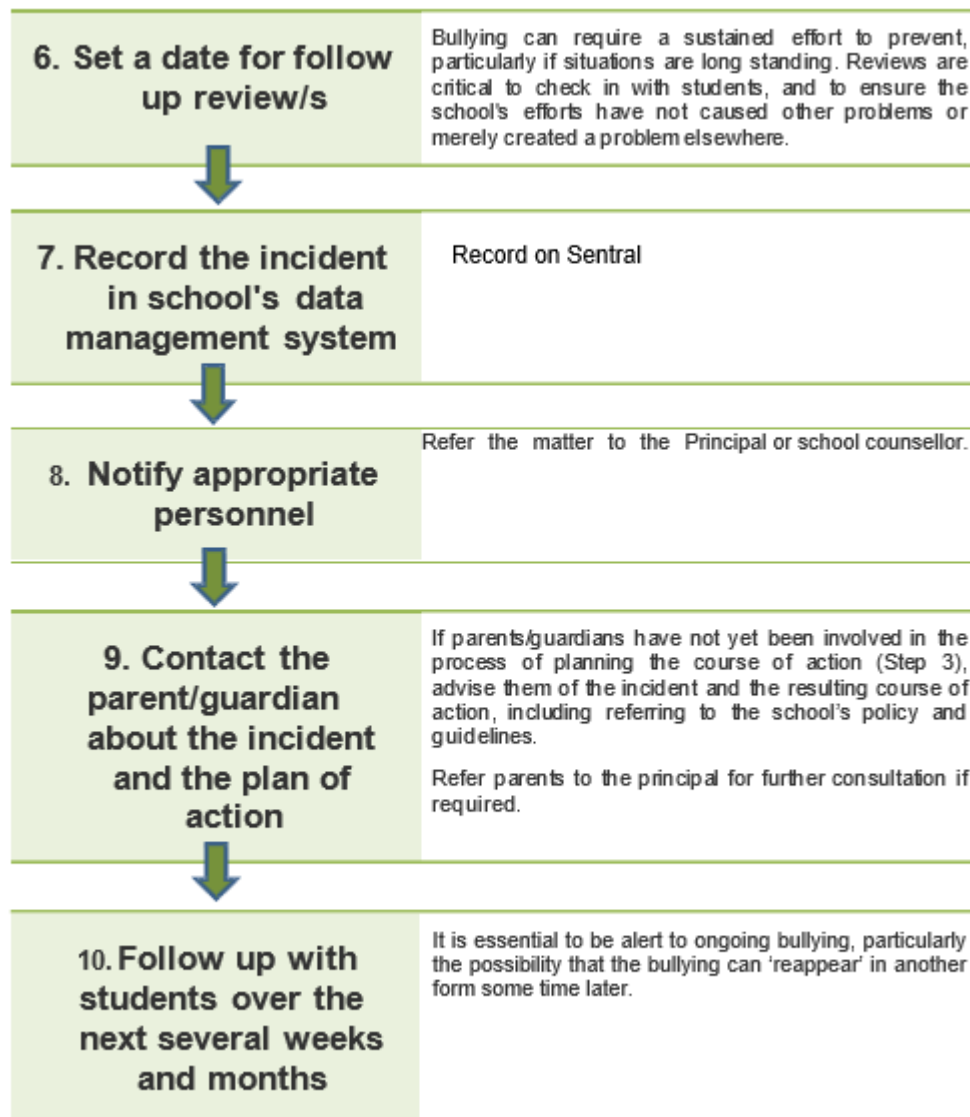 6. Set a date for follow
up review/s
Bullying can require a sustained effort to prevent,
particularly if situations are long standing. Reviews are
critical to check in with students, and to ensure the
school's efforts have not caused other problems or
merely created a problem elsewhere.
7. Record the incident
in school's data
management system
Record on Sentral
8. Notify appropriate
personnel
Refer the matter to the Principal or school counsellor.
9. Contact the
parent/guardian
about the incident
and the plan of
action
If parents/guardians have not yet been involved in the
process of planning the course of action (Step 3),
advise them of the incident and the resulting course of
action, including referring to the school’s policy and
guidelines.
Refer parents to the principal for further consultation if
required.
10. Follow up with
students over the
next several weeks
and months
It is essential to be alert to ongoing bullying, particularly
the possibility that the bullying can ‘reappear’ in another
form some time later.